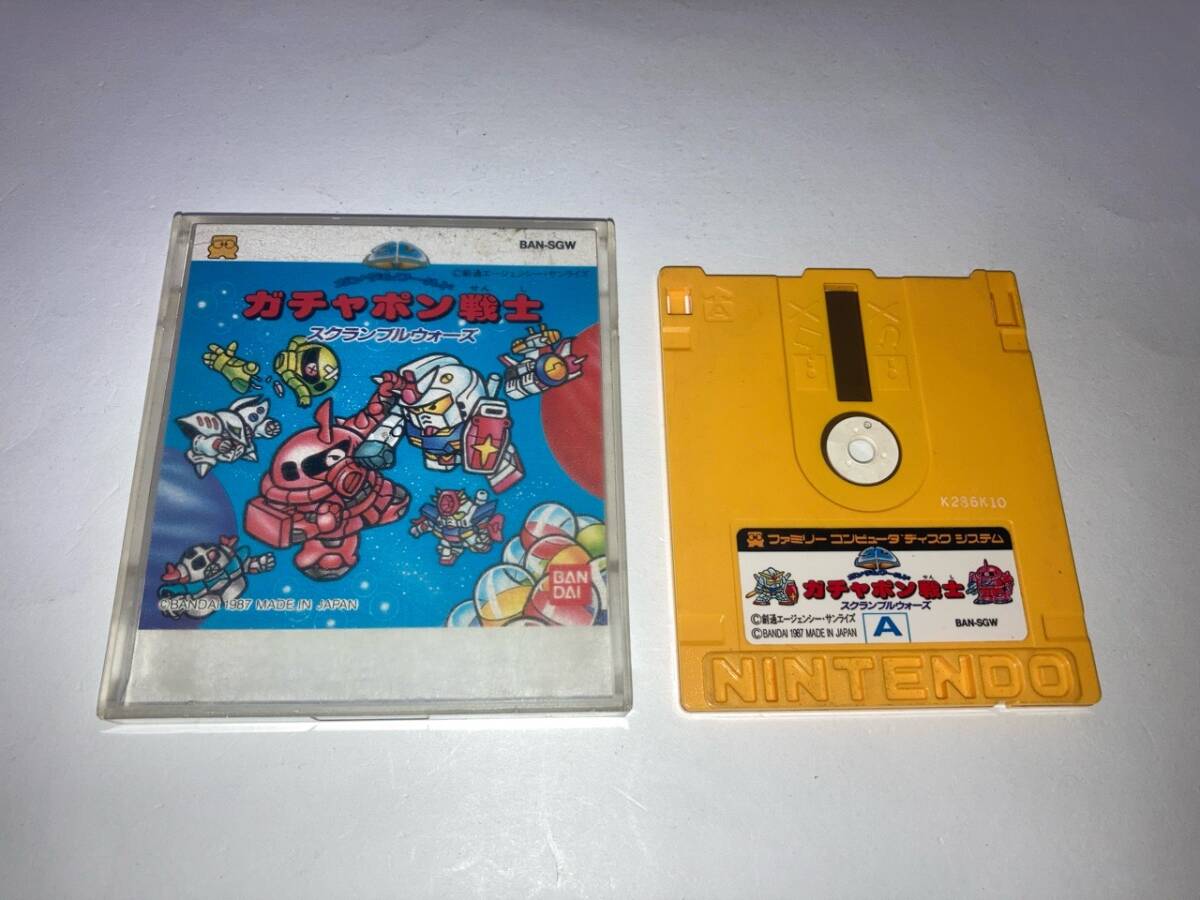 BAN-SGW
©創通エージェンシー・サンライズ
せん し
ガチャポン戦士
スクランブルウォーズ
©BANDAI 1987 MADE IN JAPAN
BAN
DAI
K286K10
ファミリー コンピュータ ディスク システム
せん し
ガチャポン戦士
スクランブルウォーズ
©創通エージェンシー・サンライズ
©BANDAI 1987 MADE IN JAPAN
A
BAN-SGW
NINTENDO